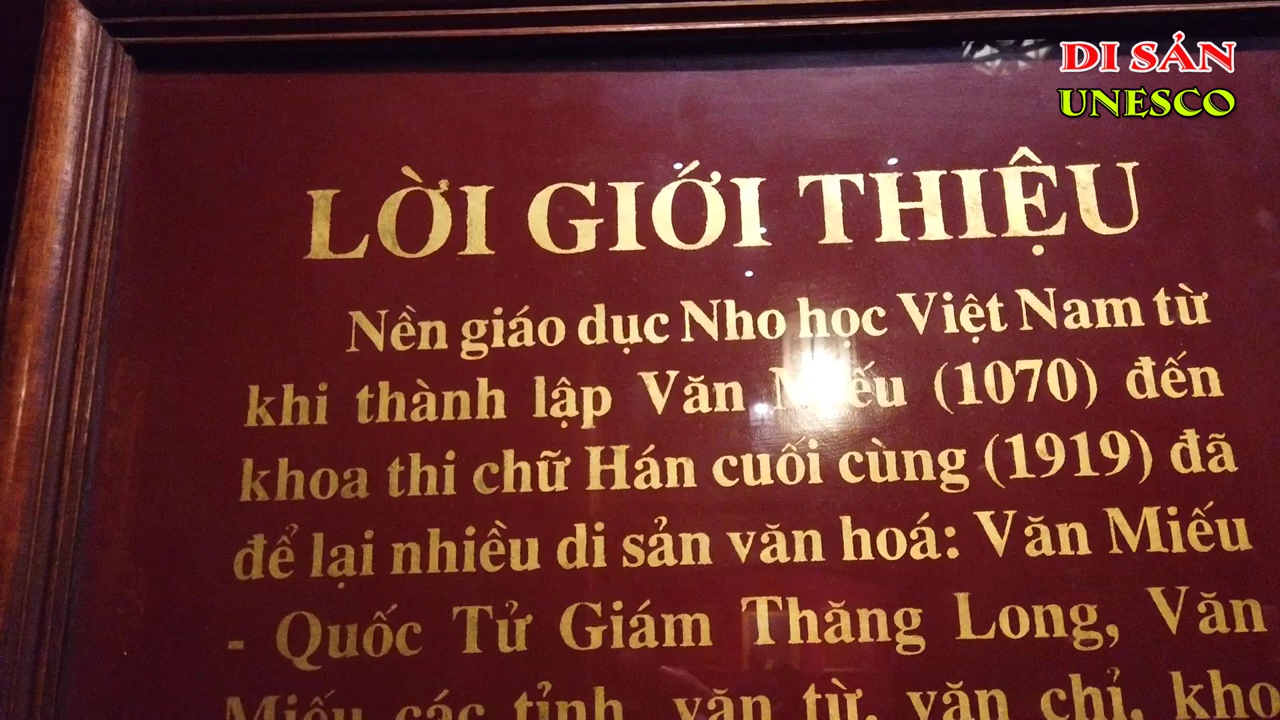 DI SẢN
UNESCO
LỜI GIỚI THIỆU
Nền giáo dục Nho học Việt Nam từ
khi thành lập Văn Miếu (1070) đến
khoa thi chữ Hán cuối cùng (1919) đã
để lại nhiều di sản văn hoá: Văn Miếu
- Quốc Tử Giám Thăng Long, Văn
Miếu các tỉnh, văn từ, văn chỉ, kho